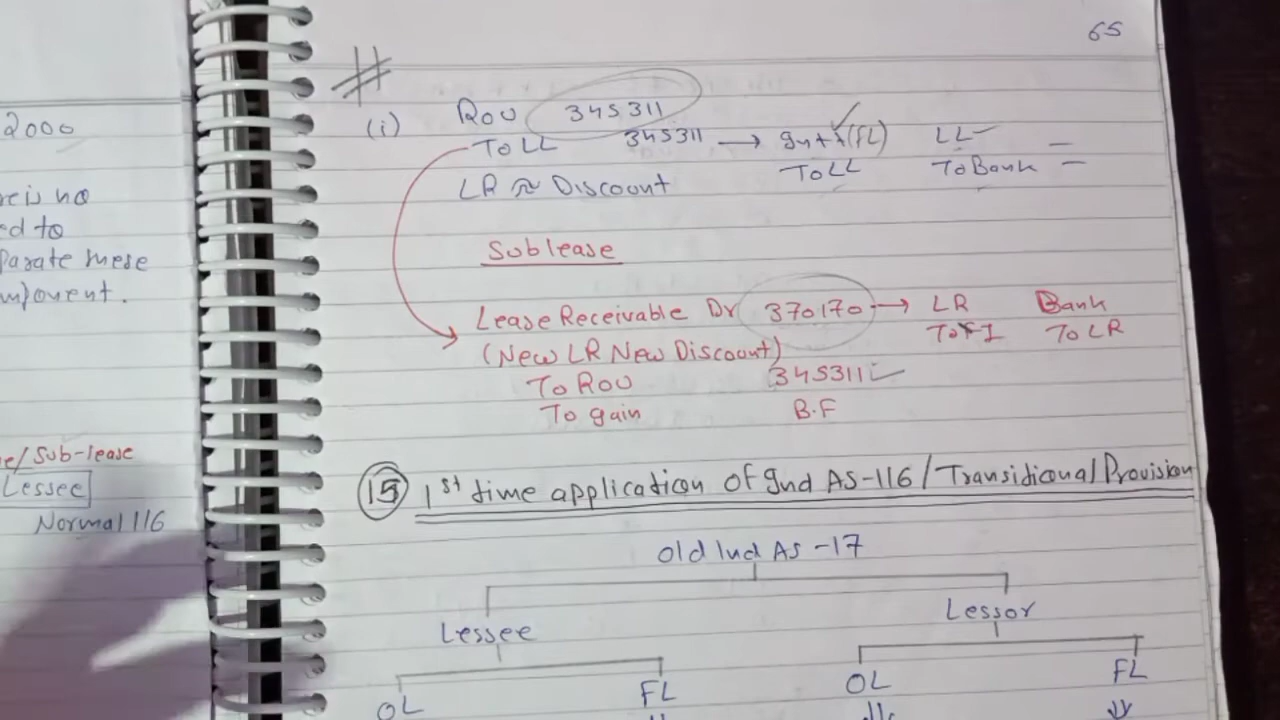 2000
re is no
ed to
parate these
mponent.
e/Sub-lease
Lessee
Normal 116
65
#
(i) ROU 345311
To LL 345311 → Int (FL) LL -
To LL To Bank -
LR ≈ Discount
Sublease
Lease Receivable Dr 370170 → LR Bank
To FI To LR
(New LR New Discount)
To ROU 345311 ✓
To gain B.F
(15) 1st time application of Ind AS-116 / Transidional Provision
Old Ind AS -17
Lessee Lessor
OL FL OL FL